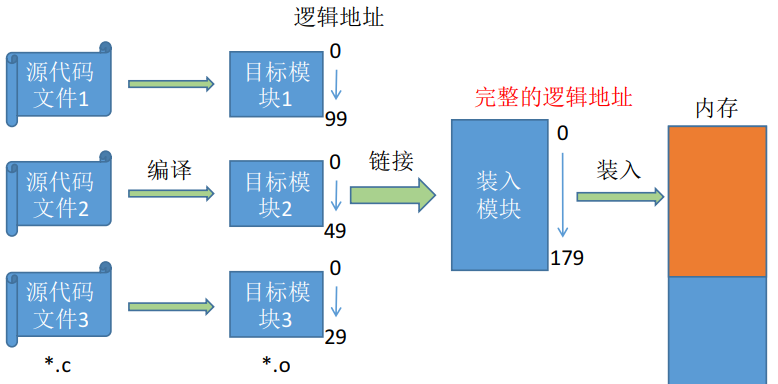 逻辑地址
源代码
文件1
目标模
块1
0
99
完整的逻辑地址
内存
源代码
文件2
编译
目标模
块2
0
49
链接
装入
模块
0
179
装入
源代码
文件3
目标模
块3
0
29
*.c
*.o